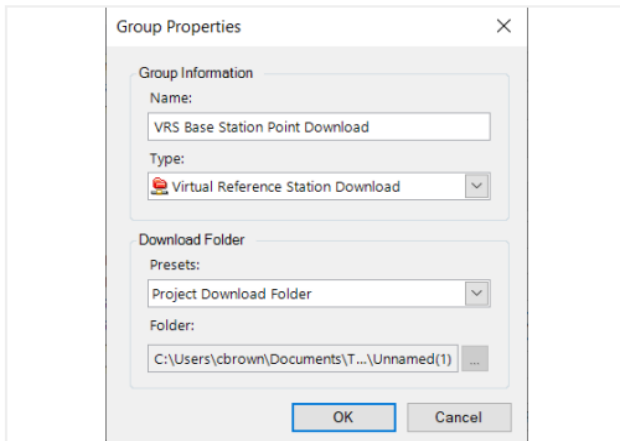 Group Properties
Group Information
Name:
VRS Base Station Point Download
Type:
Virtual Reference Station Download
Download Folder
Presets:
Project Download Folder
Folder:
C:\Users\cbrown\Documents\T...\Unnamed(1)
...
OK Cancel